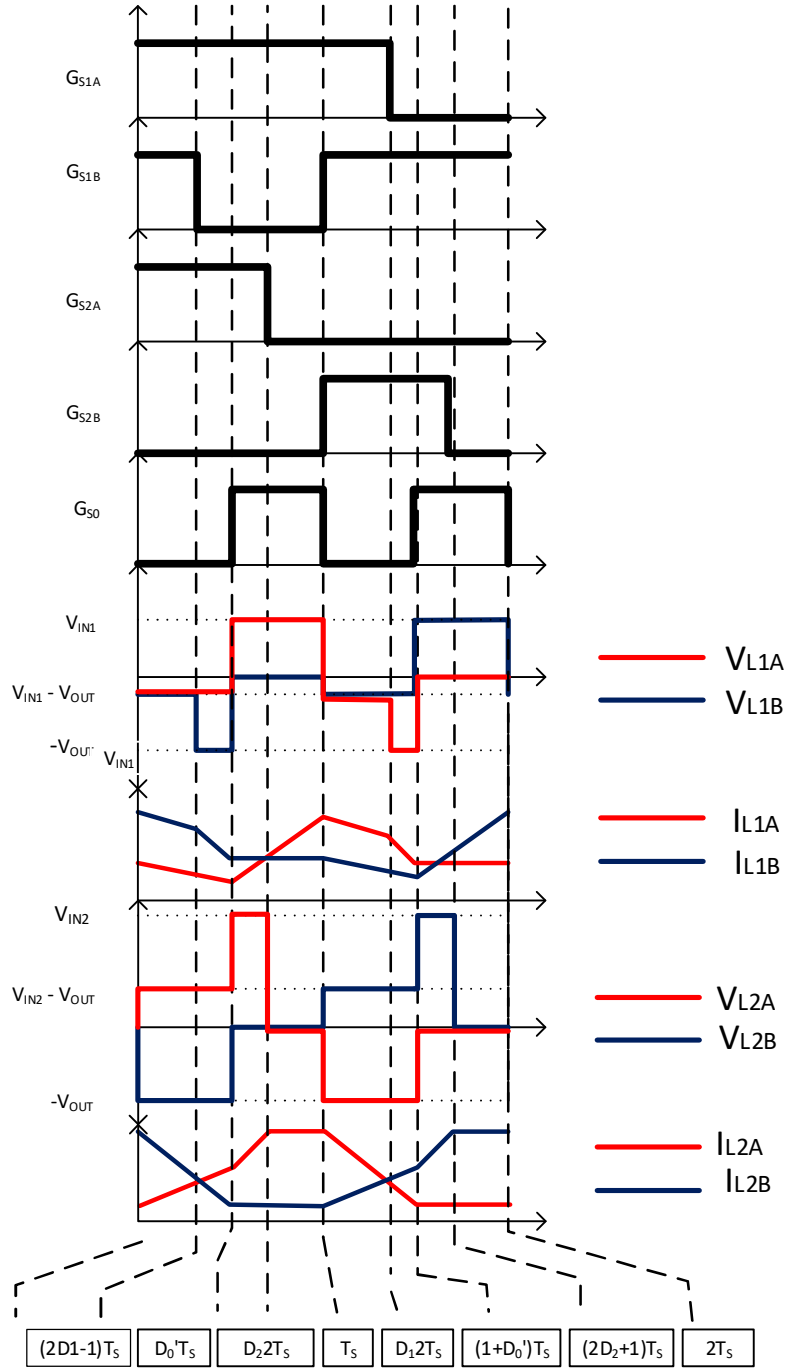 GS1A
GS1B
GS2A
GS2B
GS0
VIN1
VIN1 - VOUT
-VOUT
VIN1
VL1A
VL1B
IL1A
IL1B
VIN2
VIN2 - VOUT
-VOUT
VL2A
VL2B
IL2A
IL2B
(2D1-1)TS D0'TS D22TS TS D12TS (1+D0')TS (2D2+1)TS 2TS